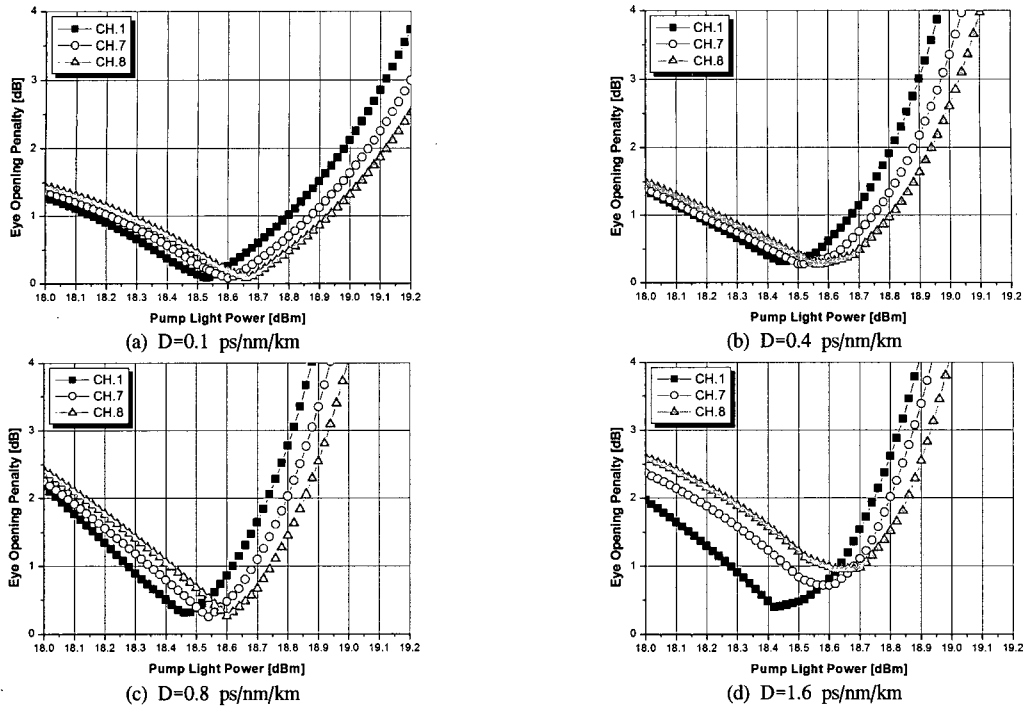 4
3
2
1
0
Eye Opening Penalty [dB]
CH.1
CH.7
CH.8
18.0 18.1 18.2 18.3 18.4 18.5 18.6 18.7 18.8 18.9 19.0 19.1 19.2
Pump Light Power [dBm]
(a) D=0.1 ps/nm/km
4
3
2
1
0
Eye Opening Penalty [dB]
CH.1
CH.7
CH.8
18.0 18.1 18.2 18.3 18.4 18.5 18.6 18.7 18.8 18.9 19.0 19.1 19.2
Pump Light Power [dBm]
(b) D=0.4 ps/nm/km
4
3
2
1
0
Eye Opening Penalty [dB]
CH.1
CH.7
CH.8
18.0 18.1 18.2 18.3 18.4 18.5 18.6 18.7 18.8 18.9 19.0 19.1 19.2
Pump Light Power [dBm]
(c) D=0.8 ps/nm/km
4
3
2
1
0
Eye Opening Penalty [dB]
CH.1
CH.7
CH.8
18.0 18.1 18.2 18.3 18.4 18.5 18.6 18.7 18.8 18.9 19.0 19.1 19.2
Pump Light Power [dBm]
(d) D=1.6 ps/nm/km